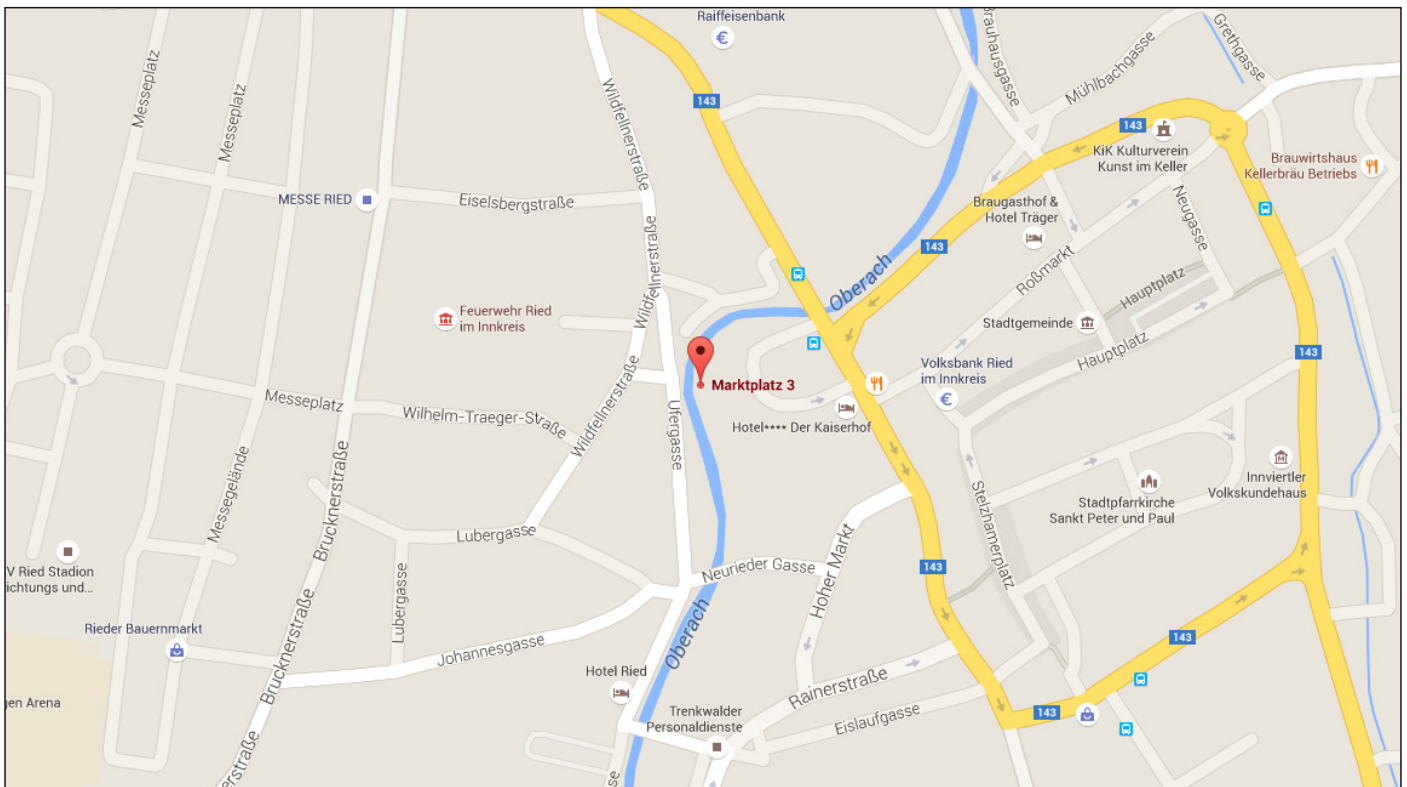 Raiffeisenbank
143
Brauhausgasse
Grethgasse
Mühlbachgasse
Messeplatz
Messeplatz
Wildfellnerstraße
143
KiK Kulturverein
Kunst im Keller
Brauwirtshaus
Kellerbräu Betriebs
MESSE RIED
Eiselsbergstraße
Braugasthof &
Hotel Träger
Neugasse
143
Wildfellnerstraße
Oberach
Roßmarkt
Hauptplatz
Feuerwehr Ried
im Innkreis
Stadtgemeinde
Hauptplatz
143
Volksbank Ried
im Innkreis
Marktplatz 3
Messeplatz
Wilhelm-Traeger-Straße
Wildfellnerstraße
Ufergasse
Hotel**** Der Kaiserhof
Messegelände
Brucknerstraße
Stelzhamerplatz
Stadtpfarrkirche
Sankt Peter und Paul
Innviertler
Volkskundehaus
Lubergasse
V Ried Stadion
ichtungs und...
Lubergasse
Neurieder Gasse
Hoher Markt
143
Rieder Bauernmarkt
Brucknerstraße
Johannesgasse
Oberach
143
Hotel Ried
gen Arena
Rainerstraße
Trenkwalder
Personaldienste
Eislaufgasse
143
erstraße
se